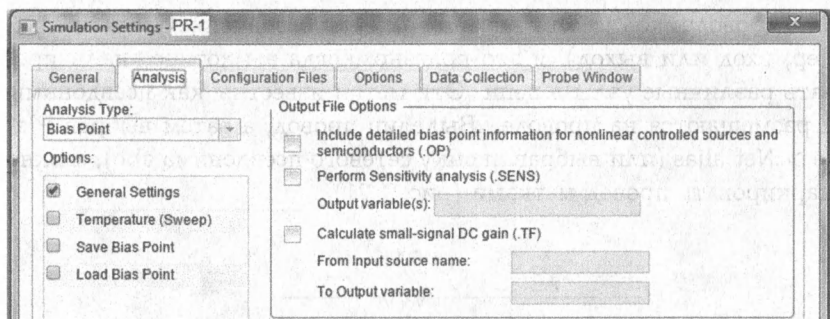 Simulation Settings - PR-1
General
Analysis
Configuration Files
Options
Data Collection
Probe Window
Analysis Type:
Bias Point
Options:
General Settings
Temperature (Sweep)
Save Bias Point
Load Bias Point
Output File Options
Include detailed bias point information for nonlinear controlled sources and
semiconductors (.OP)
Perform Sensitivity analysis (.SENS)
Output variable(s):
Calculate small-signal DC gain (.TF)
From Input source name:
To Output variable: